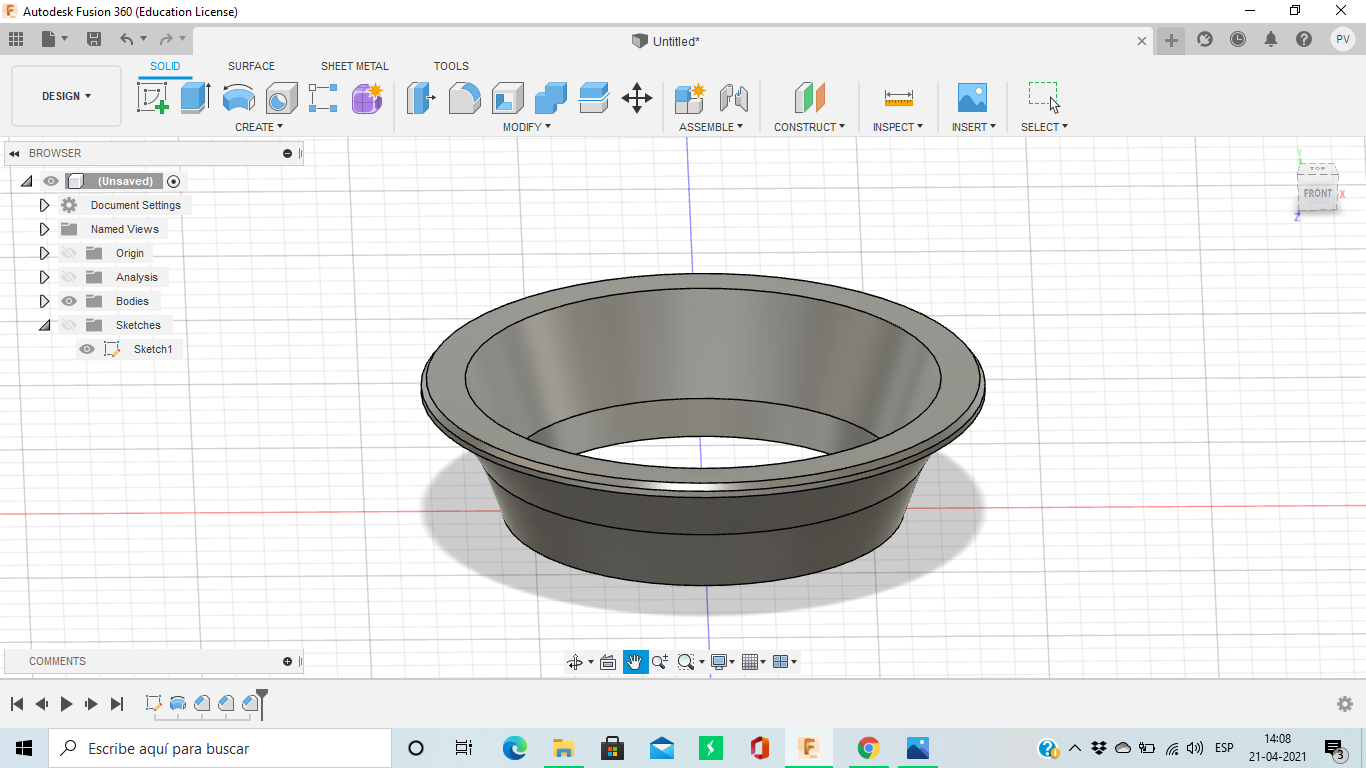 Autodesk Fusion 360 (Education License)
Untitled*
PV
DESIGN
SOLID
SURFACE
SHEET METAL
TOOLS
CREATE
MODIFY
ASSEMBLE
CONSTRUCT
INSPECT
INSERT
SELECT
BROWSER
(Unsaved)
Document Settings
Named Views
Origin
Analysis
Bodies
Sketches
Sketch1
Y
TOP
FRONT
X
Z
COMMENTS
Escribe aquí para buscar
ESP
14:08
21-04-2021
3